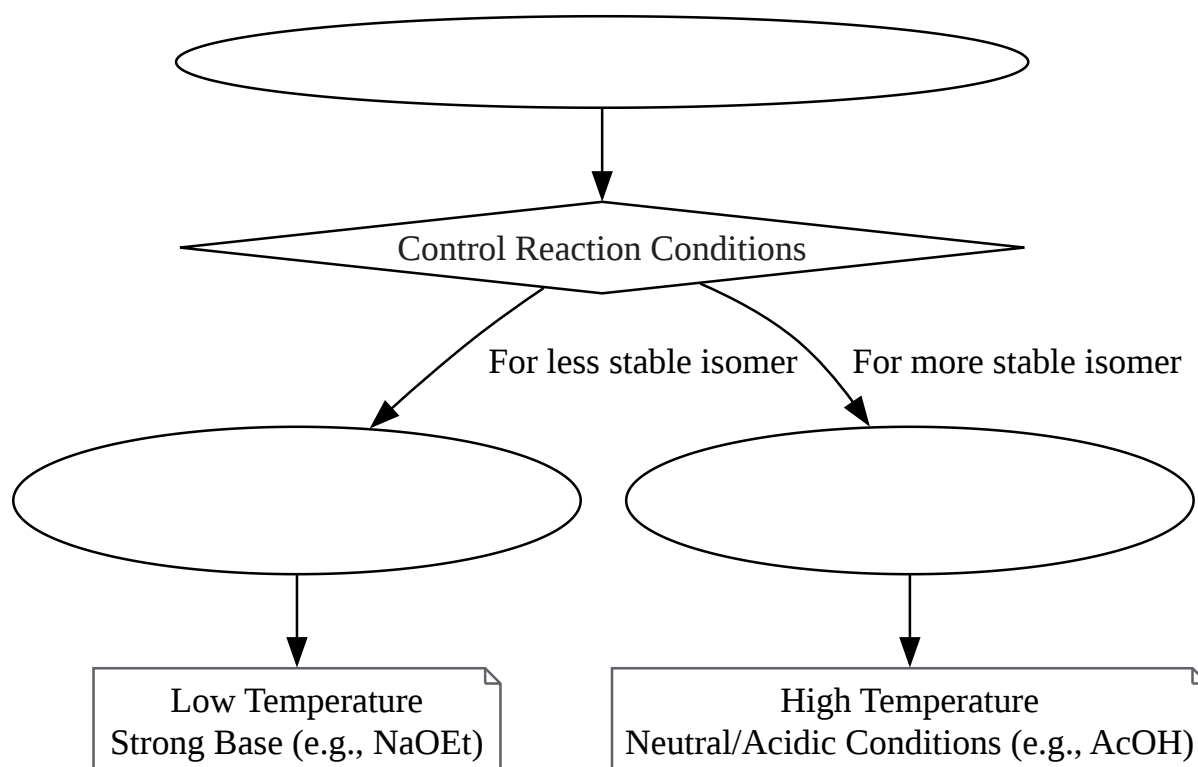 Control Reaction Conditions
For less stable isomer
For more stable isomer
Low Temperature
Strong Base (e.g., NaOEt)
High Temperature
Neutral/Acidic Conditions (e.g., AcOH)